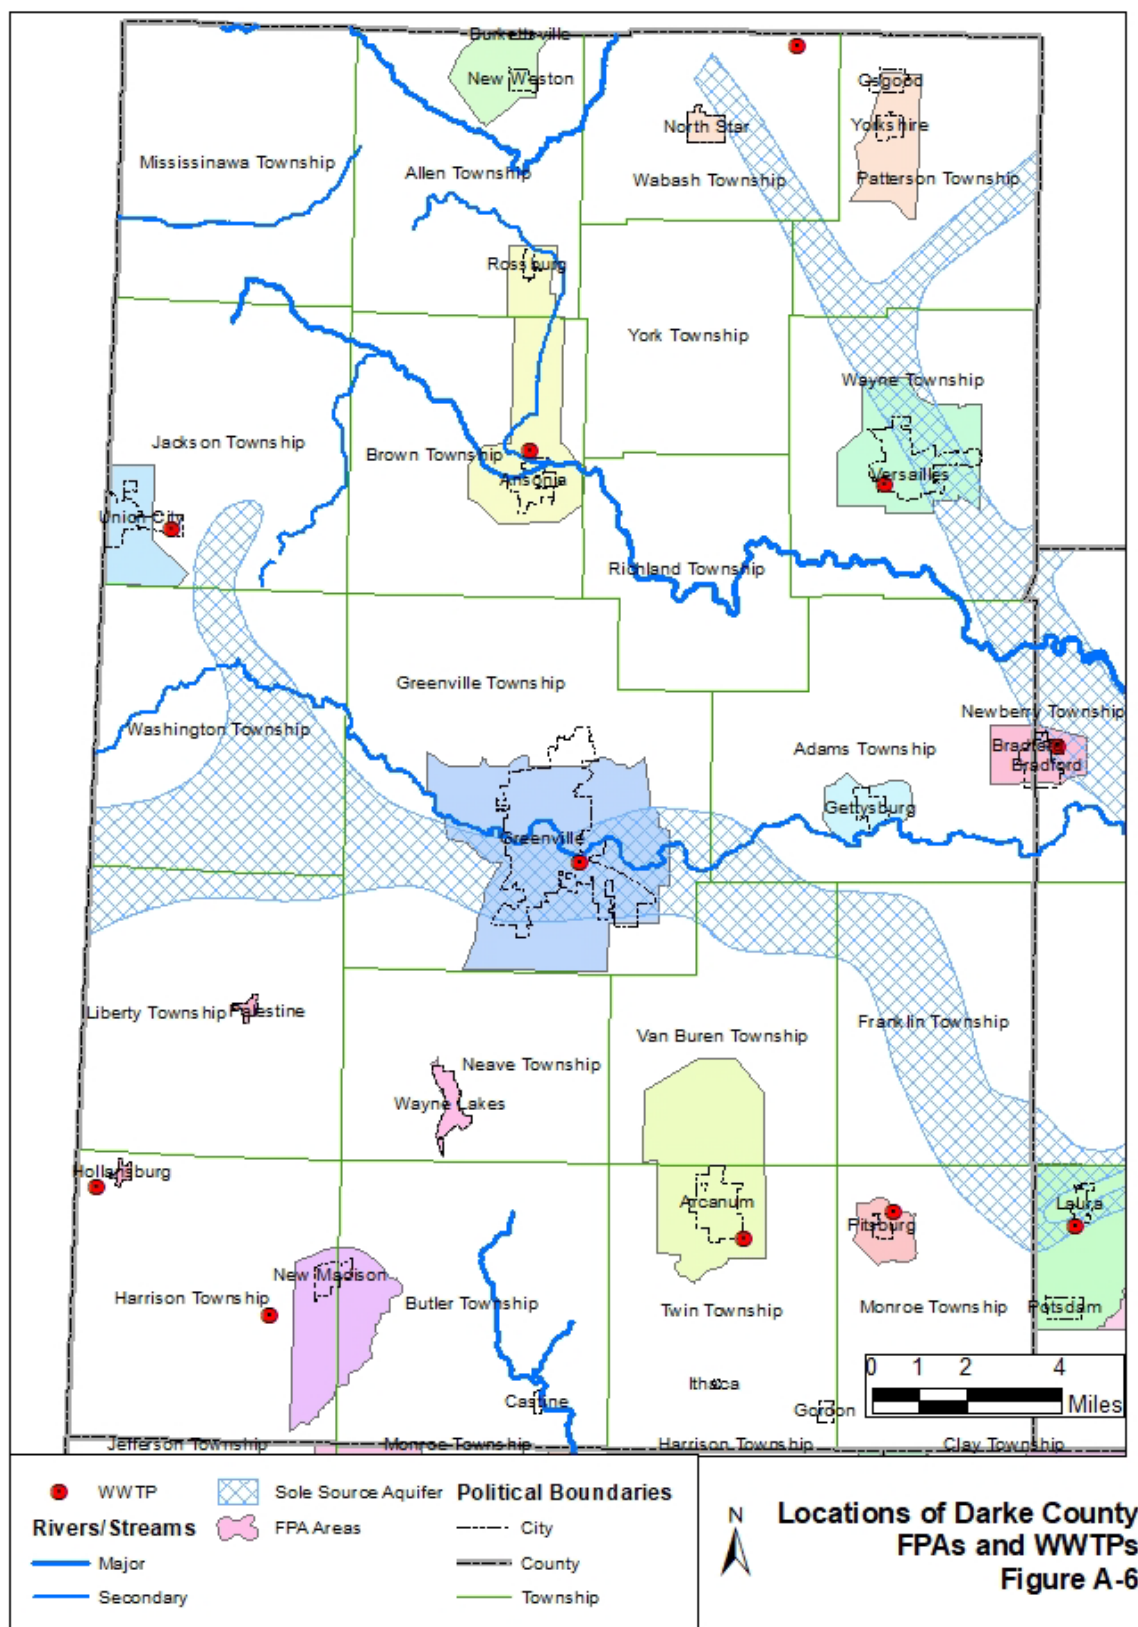 Burkettsville
New Weston
Osgood
North Star
Yorkshire
Mississinawa Township
Allen Township
Wabash Township
Patterson Township
Rossburg
York Township
Wayne Township
Jackson Township
Brown Township
Ansonia
Versailles
Union City
Richland Township
Greenville Township
Washington Township
Newberry Township
Adams Township
Bradford
Bradford
Gettysburg
Greenville
Liberty Township
Palestine
Van Buren Township
Franklin Township
Neave Township
Wayne Lakes
Hollansburg
Arcanum
Laura
Pitsburg
New Madison
Harrison Township
Butler Township
Twin Township
Monroe Township
Potsdam
0 1 2 4
Miles
Ithaca
Castine
Gordon
Jefferson Township
Monroe Township
Harrison Township
Clay Township
WWTP
Sole Source Aquifer
Political Boundaries
Rivers/Streams
FPA Areas
City
Major
County
Secondary
Township
N
Locations of Darke County
FPAs and WWTPs
Figure A-6